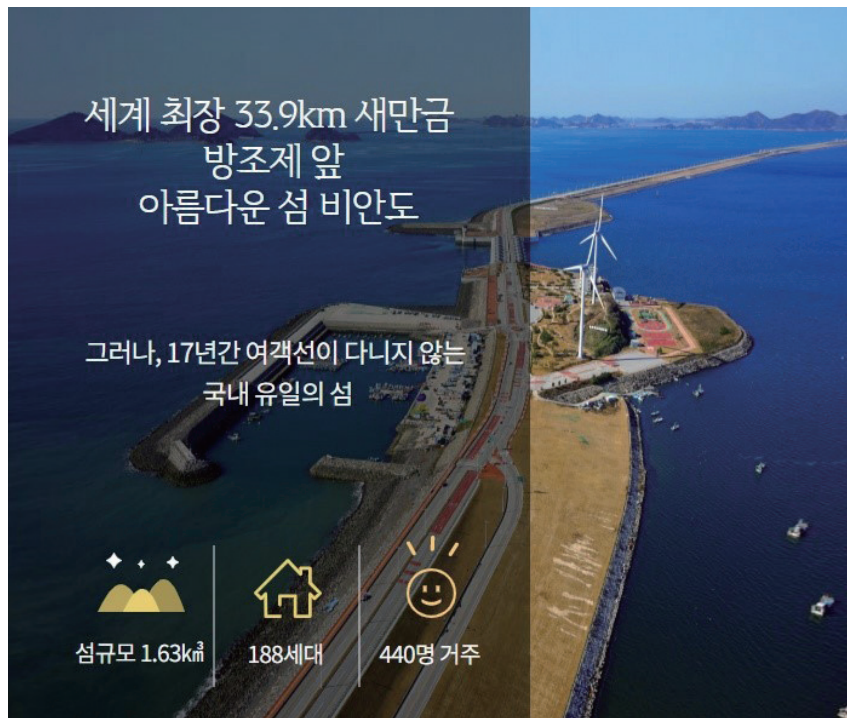 세계 최장 33.9km 새만금
방조제 앞
아름다운 섬 비안도
그러나, 17년간 여객선이 다니지 않는
국내 유일의 섬
섬규모 1.63k㎥
188세대
440명 거주